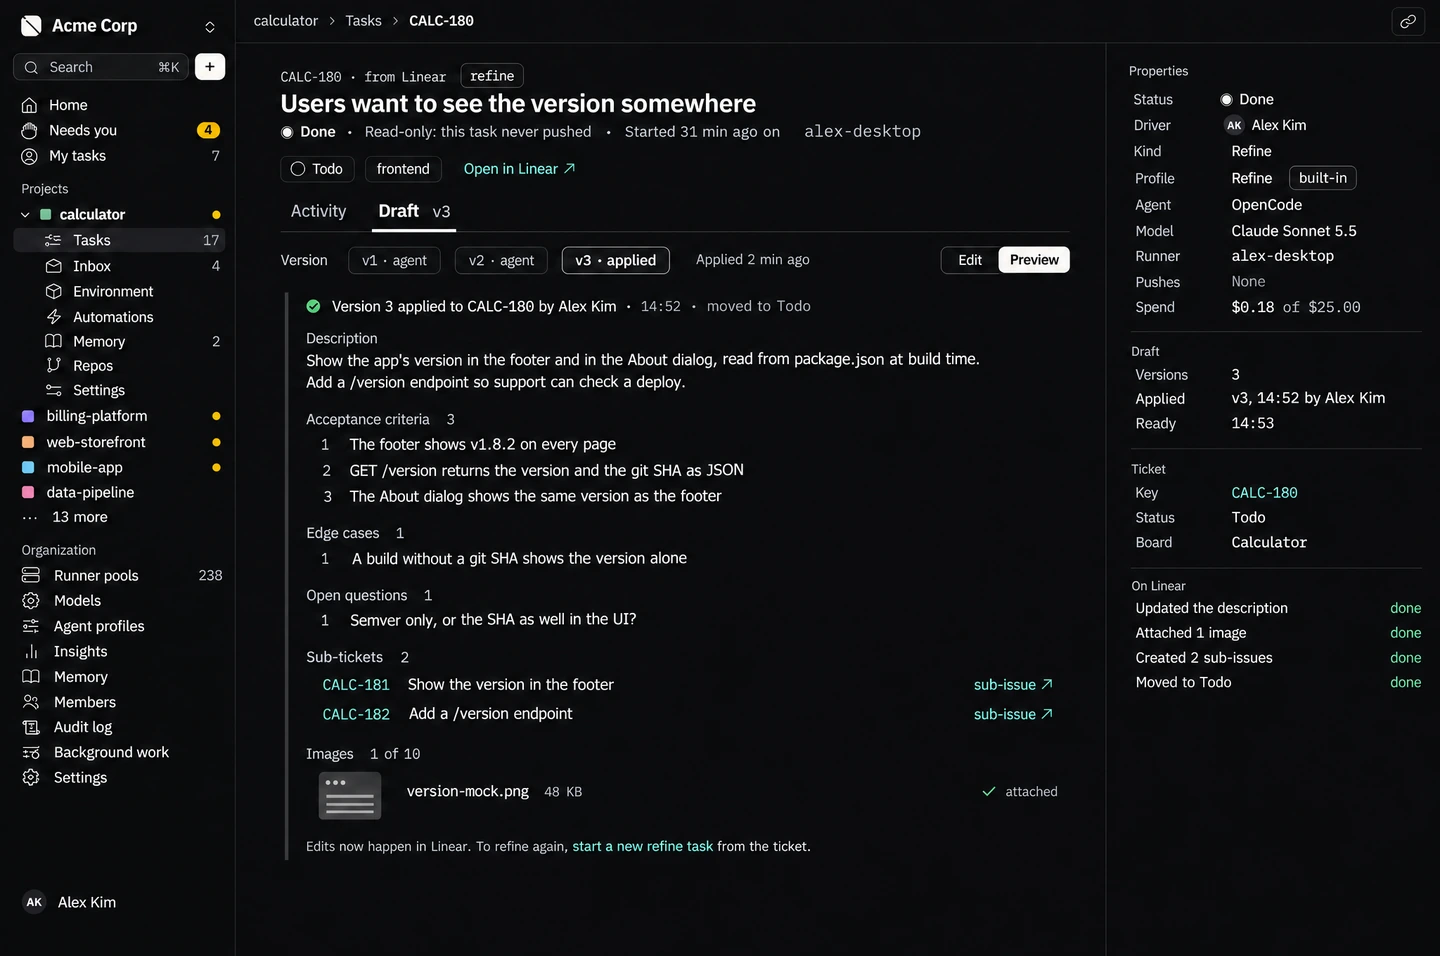 Acme Corp
Search ⌘K +
Home
Needs you 4
My tasks 7
Projects
calculator
Tasks 17
Inbox 4
Environment
Automations
Memory 2
Repos
Settings
billing-platform
web-storefront
mobile-app
data-pipeline
··· 13 more
Organization
Runner pools 238
Models
Agent profiles
Insights
Memory
Members
Audit log
Background work
Settings
AK Alex Kim
calculator > Tasks > CALC-180
CALC-180 · from Linear refine
Users want to see the version somewhere
Done · Read-only: this task never pushed · Started 31 min ago on alex-desktop
Todo frontend Open in Linear ↗
Activity Draft v3
Version v1 · agent v2 · agent v3 · applied Applied 2 min ago Edit Preview
Version 3 applied to CALC-180 by Alex Kim · 14:52 · moved to Todo
Description
Show the app's version in the footer and in the About dialog, read from package.json at build time.
Add a /version endpoint so support can check a deploy.
Acceptance criteria 3
1 The footer shows v1.8.2 on every page
2 GET /version returns the version and the git SHA as JSON
3 The About dialog shows the same version as the footer
Edge cases 1
1 A build without a git SHA shows the version alone
Open questions 1
1 Semver only, or the SHA as well in the UI?
Sub-tickets 2
CALC-181 Show the version in the footer sub-issue ↗
CALC-182 Add a /version endpoint sub-issue ↗
Images 1 of 10
version-mock.png 48 KB attached
Edits now happen in Linear. To refine again, start a new refine task from the ticket.
Properties
Status Done
Driver AK Alex Kim
Kind Refine
Profile Refine built-in
Agent OpenCode
Model Claude Sonnet 5.5
Runner alex-desktop
Pushes None
Spend $0.18 of $25.00
Draft
Versions 3
Applied v3, 14:52 by Alex Kim
Ready 14:53
Ticket
Key CALC-180
Status Todo
Board Calculator
On Linear
Updated the description done
Attached 1 image done
Created 2 sub-issues done
Moved to Todo done